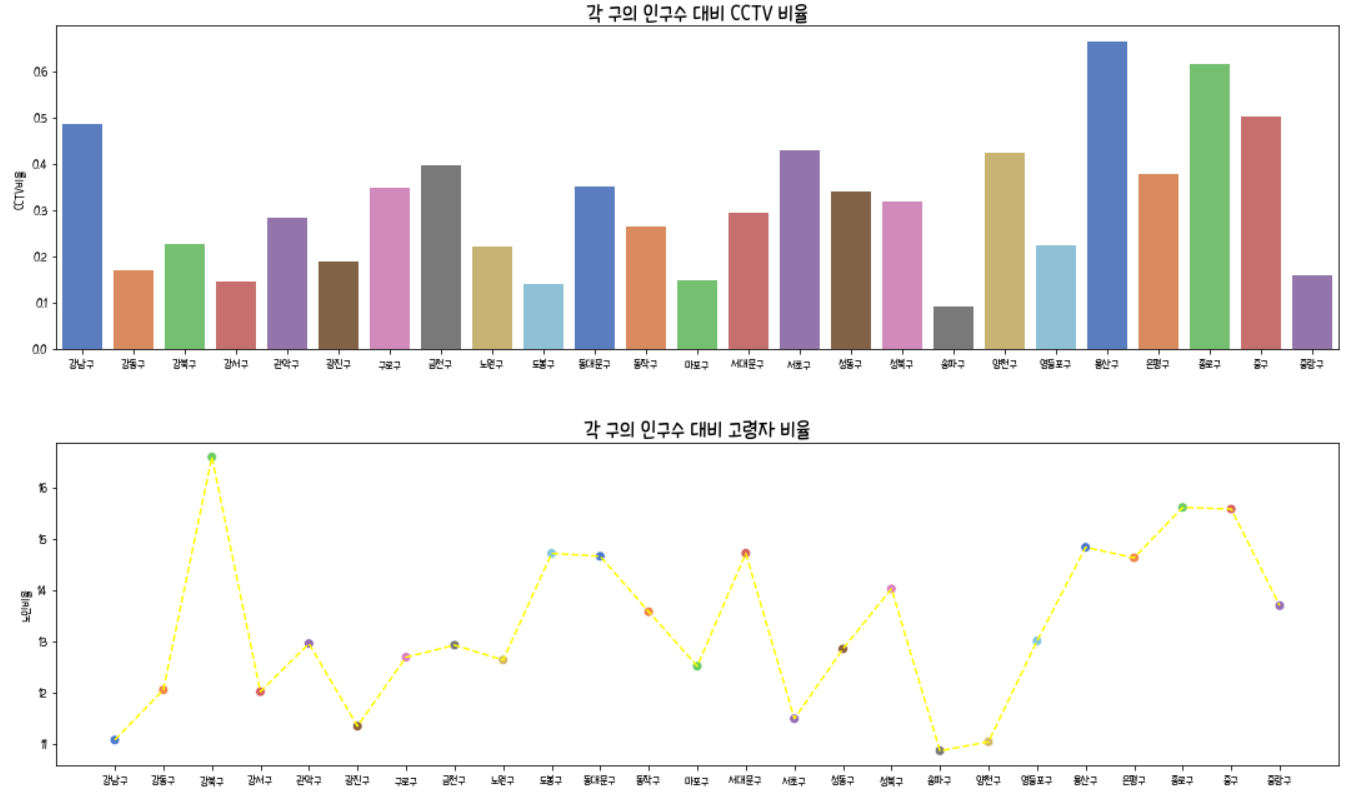 각 구의 인구수 대비 CCTV 비율
0.6
0.5
0.4
0.3
0.2
0.1
0.0
CCTV비율
강남구 강동구 강북구 강서구 관악구 광진구 구로구 금천구 노원구 도봉구 동대문구 동작구 마포구 서대문구 서초구 성동구 성북구 송파구 양천구 영등포구 용산구 은평구 종로구 중구 중랑구
각 구의 인구수 대비 고령자 비율
16
15
14
13
12
11
노인비율
강남구 강동구 강북구 강서구 관악구 광진구 구로구 금천구 노원구 도봉구 동대문구 동작구 마포구 서대문구 서초구 성동구 성북구 송파구 양천구 영등포구 용산구 은평구 종로구 중구 중랑구